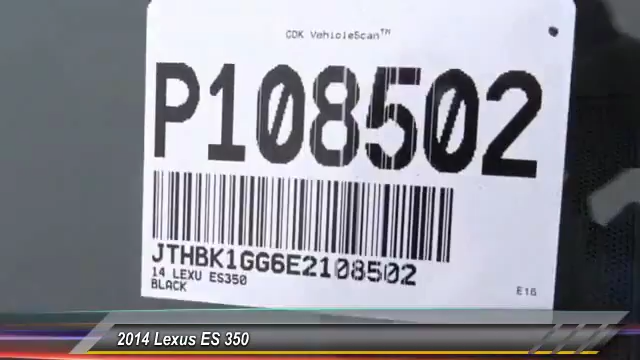 CDK VehicleScan™
P108502
JTHBK1GG6E2108502
14 LEXU ES350
BLACK
E16
2014 Lexus ES 350